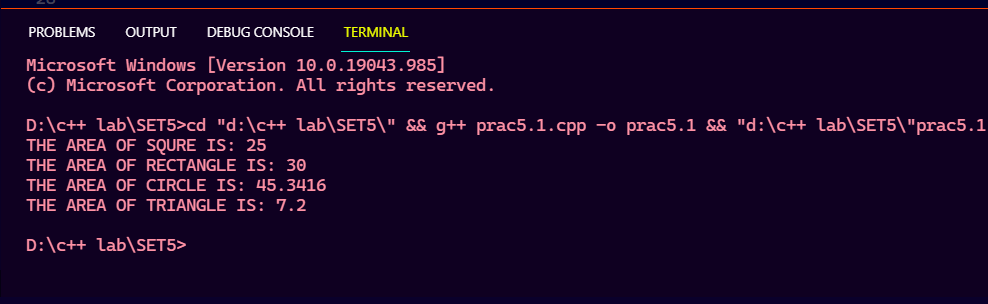 PROBLEMS OUTPUT DEBUG CONSOLE TERMINAL
Microsoft Windows [Version 10.0.19043.985]
(c) Microsoft Corporation. All rights reserved.
D:\c++ lab\SET5>cd "d:\c++ lab\SET5\" && g++ prac5.1.cpp -o prac5.1 && "d:\c++ lab\SET5\"prac5.1
THE AREA OF SQURE IS: 25
THE AREA OF RECTANGLE IS: 30
THE AREA OF CIRCLE IS: 45.3416
THE AREA OF TRIANGLE IS: 7.2
D:\c++ lab\SET5>